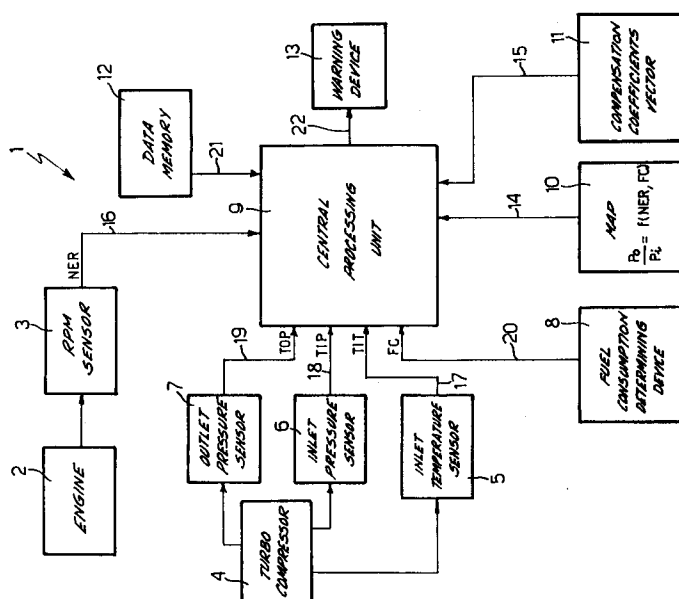 1
2
ENGINE
3
RPM
SENSOR
NER
16
12
DATA
MEMORY
21
13
WARNING
DEVICE
22
9
CENTRAL
PROCESSING
UNIT
4
TURBO
COMPRESSOR
7
OUTLET
PRESSURE
SENSOR
19
TOP
6
INLET
PRESSURE
SENSOR
18
TIP
INLET
TEMPERATURE
SENSOR
5
17
TIT
8
FUEL
CONSUMPTION
DETERMINING
DEVICE
20
FC
10
MAP
Po/Pi = F(NER, FC)
14
11
COMPENSATION
COEFFICIENTS
VECTOR
15